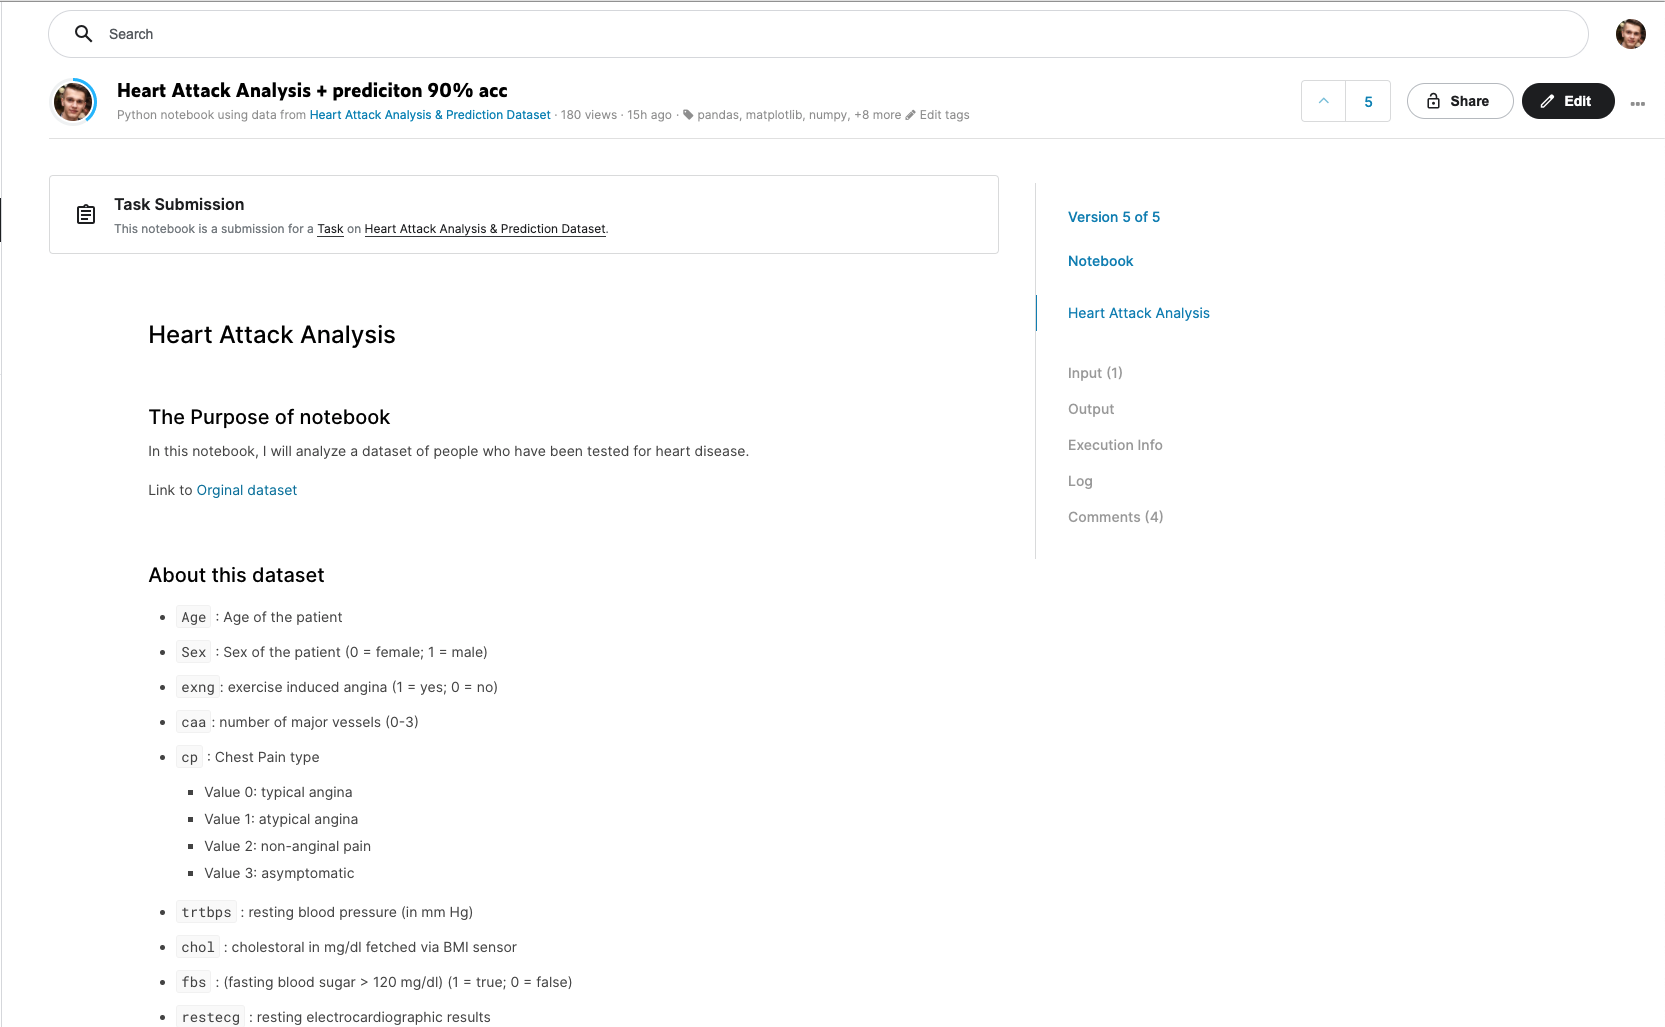 Search
Heart Attack Analysis + prediciton 90% acc
Python notebook using data from Heart Attack Analysis & Prediction Dataset · 180 views · 15h ago · pandas, matplotlib, numpy, +8 more Edit tags
5
Share
Edit
Task Submission
This notebook is a submission for a Task on Heart Attack Analysis & Prediction Dataset.
Version 5 of 5
Notebook
Heart Attack Analysis
Input (1)
Output
Execution Info
Log
Comments (4)
Heart Attack Analysis
The Purpose of notebook
In this notebook, I will analyze a dataset of people who have been tested for heart disease.
Link to Orginal dataset
About this dataset
Age : Age of the patient
Sex : Sex of the patient (0 = female; 1 = male)
exng : exercise induced angina (1 = yes; 0 = no)
caa : number of major vessels (0-3)
cp : Chest Pain type
Value 0: typical angina
Value 1: atypical angina
Value 2: non-anginal pain
Value 3: asymptomatic
trtbps : resting blood pressure (in mm Hg)
chol : cholestoral in mg/dl fetched via BMI sensor
fbs : (fasting blood sugar > 120 mg/dl) (1 = true; 0 = false)
restecg : resting electrocardiographic results